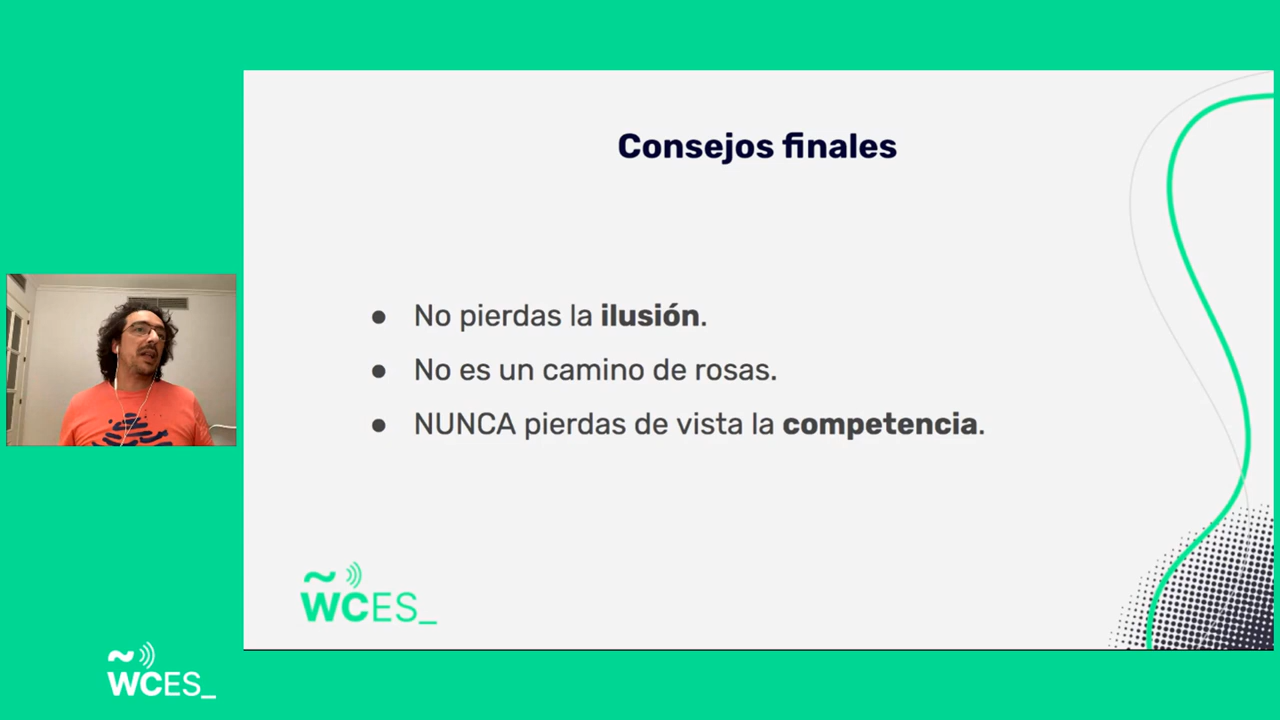 Consejos finales
No pierdas la ilusión.
No es un camino de rosas.
NUNCA pierdas de vista la competencia.
~
WCES_
~
WCES_